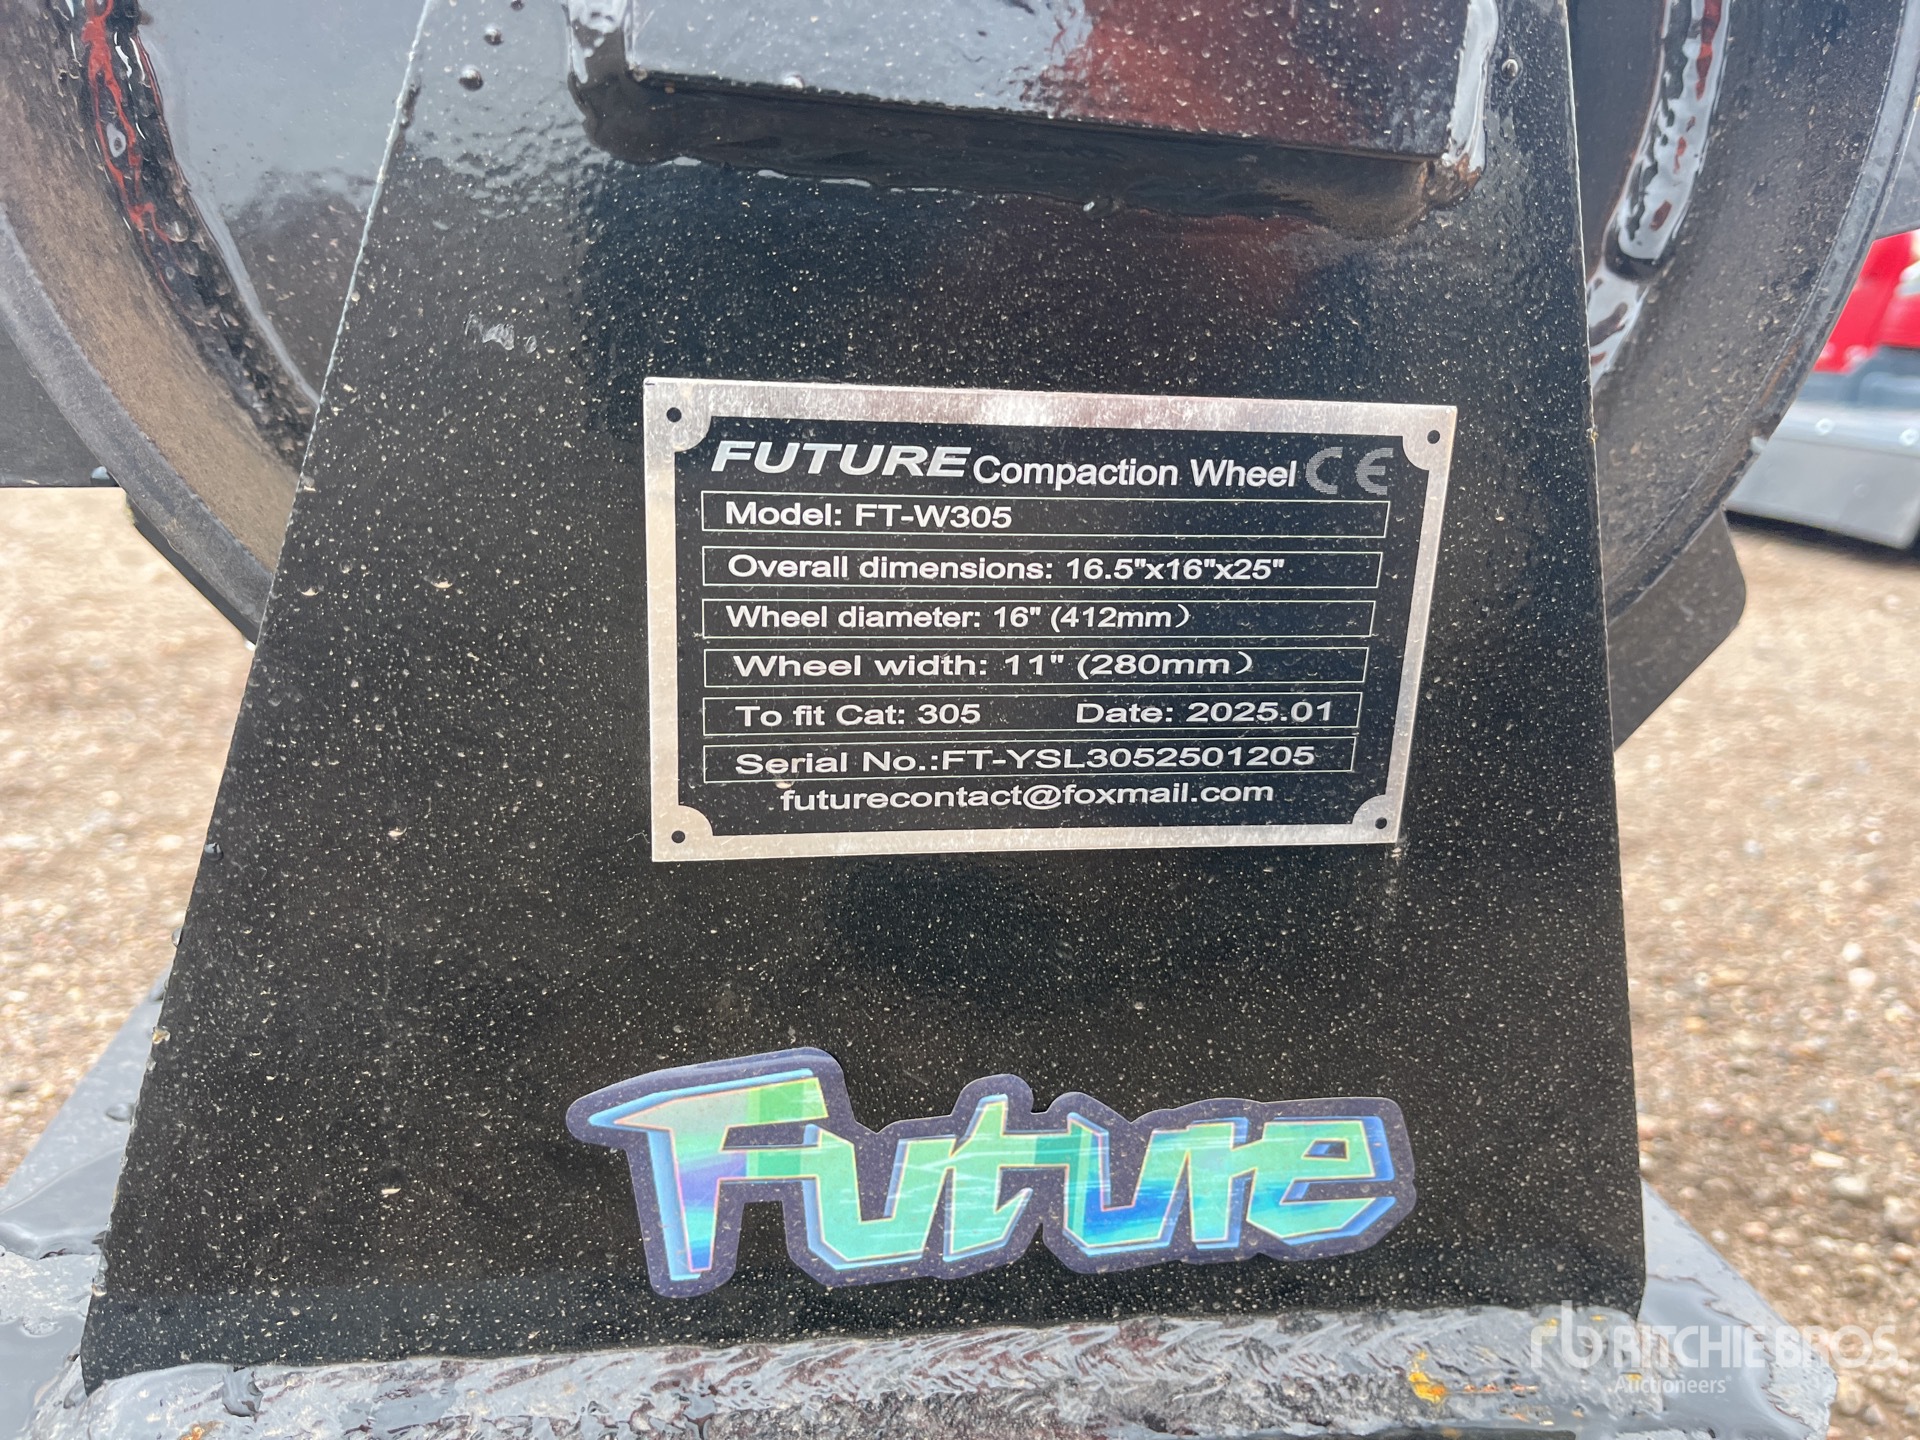 FUTURE Compaction Wheel CE
Model: FT-W305
Overall dimensions: 16.5"x16"x25"
Wheel diameter: 16" (412mm）
Wheel width: 11" (280mm）
To fit Cat: 305 Date: 2025.01
Serial No.:FT-YSL3052501205
futurecontact@foxmail.com
Future
rb RITCHIE BROS.
Auctioneers